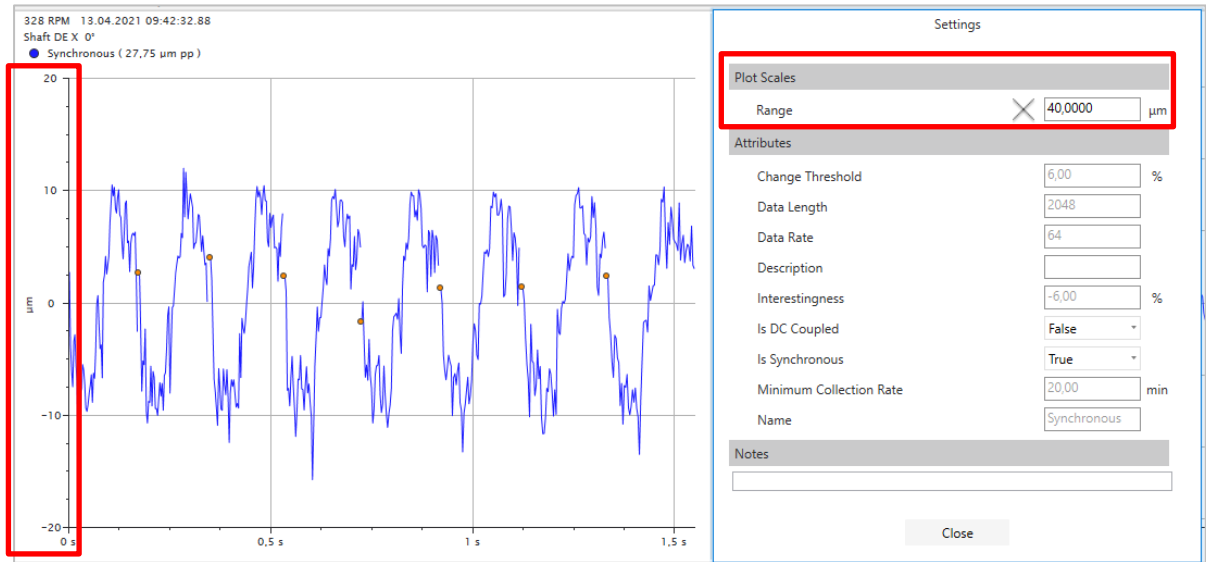 328 RPM 13.04.2021 09:42:32.88
Shaft DE X 0°
Synchronous ( 27,75 µm pp )
20
10
0
-10
-20
µm
0 s
0,5 s
1 s
1,5 s
Settings
Plot Scales
Range 40,0000 µm
Attributes
Change Threshold 6,00 %
Data Length 2048
Data Rate 64
Description
Interestingness -6,00 %
Is DC Coupled False
Is Synchronous True
Minimum Collection Rate 20,00 min
Name Synchronous
Notes
Close